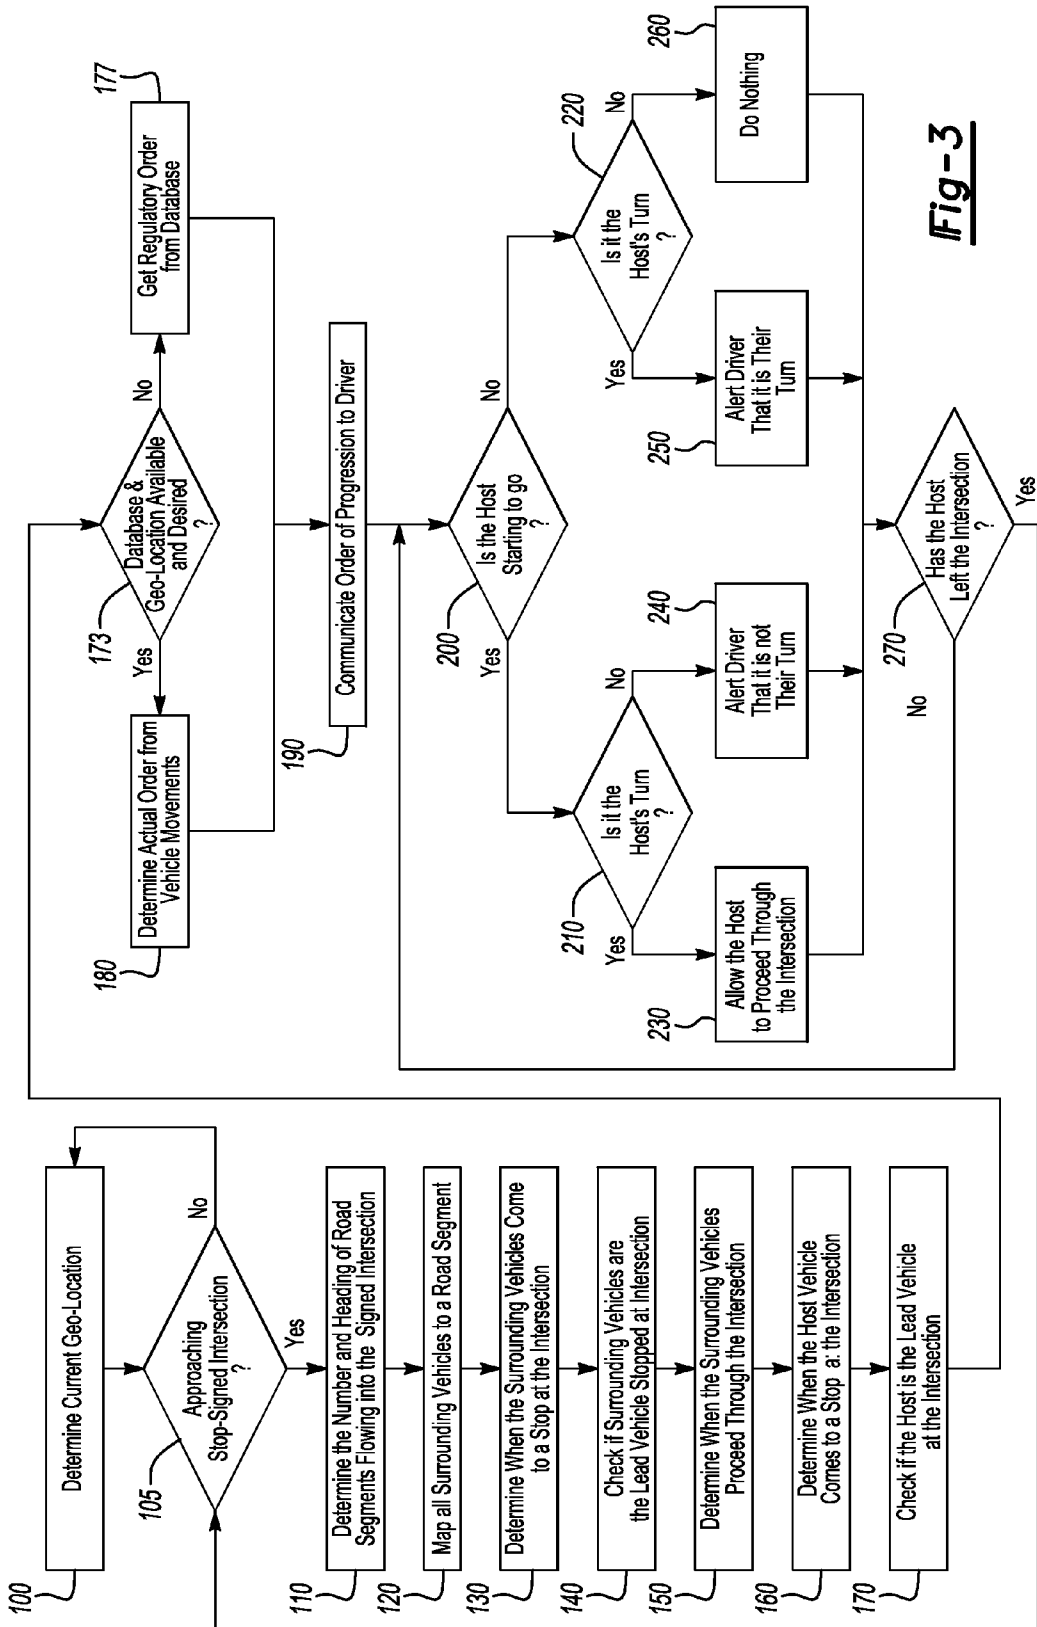 100
Determine Current Geo-Location
105
Approaching
Stop-Signed Intersection
?
No
Yes
110
Determine the Number and Heading of Road
Segments Flowing into the Signed Intersection
120
Map all Surrounding Vehicles to a Road Segment
130
Determine When the Surrounding Vehicles Come
to a Stop at the Intersection
140
Check if Surrounding Vehicles are
the Lead Vehicle Stopped at Intersection
150
Determine When the Surrounding Vehicles
Proceed Through the Intersection
160
Determine When the Host Vehicle
Comes to a Stop a: the Intersection
170
Check if the Host is the Lead Vehicle
at the Intersection
173
Database &
Geo-Location Available
and Desired
?
Yes
No
177
Get Regulatory Order
from Database
180
Determine Actual Order from
Vehicle Movements
190
Communicate Order of Progression to Driver
200
Is the Host
Starting to go
?
Yes
No
210
Is it the
Host's Turn
?
Yes
No
220
Is it the
Host's Turn
?
Yes
No
230
Allow the Host
to Proceed Through
the Intersection
240
Alert Driver
That it is not
Their Turn
250
Alert Driver
That it is Their
Turn
260
Do Nothing
270
Has the Host
Left the Intersection
?
No
Yes
Fig-3